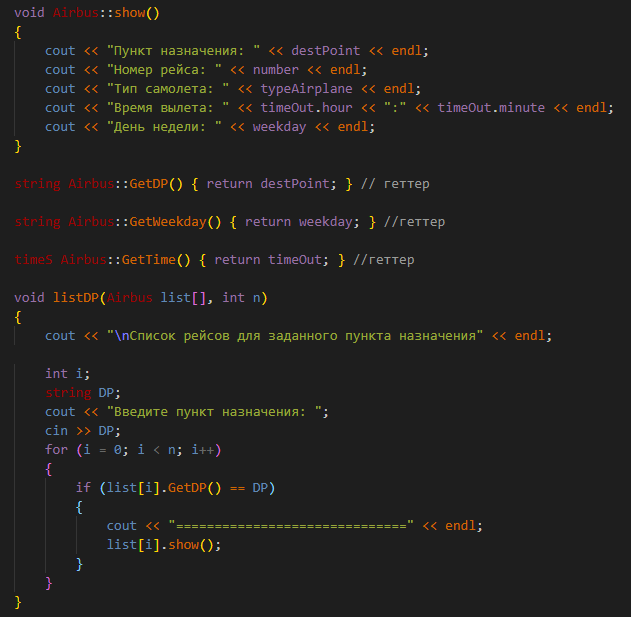 void Airbus::show()
{
    cout << "Пункт назначения: " << destPoint << endl;
    cout << "Номер рейса: " << number << endl;
    cout << "Тип самолета: " << typeAirplane << endl;
    cout << "Время вылета: " << timeOut.hour << ":" << timeOut.minute << endl;
    cout << "День недели: " << weekday << endl;
}

string Airbus::GetDP() { return destPoint; } // геттер

string Airbus::GetWeekday() { return weekday; } //геттер

timeS Airbus::GetTime() { return timeOut; } //геттер

void listDP(Airbus list[], int n)
{
    cout << "\nСписок рейсов для заданного пункта назначения" << endl;

    int i;
    string DP;
    cout << "Введите пункт назначения: ";
    cin >> DP;
    for (i = 0; i < n; i++)
    {
        if (list[i].GetDP() == DP)
        {
            cout << "==============================" << endl;
            list[i].show();
        }
    }
}